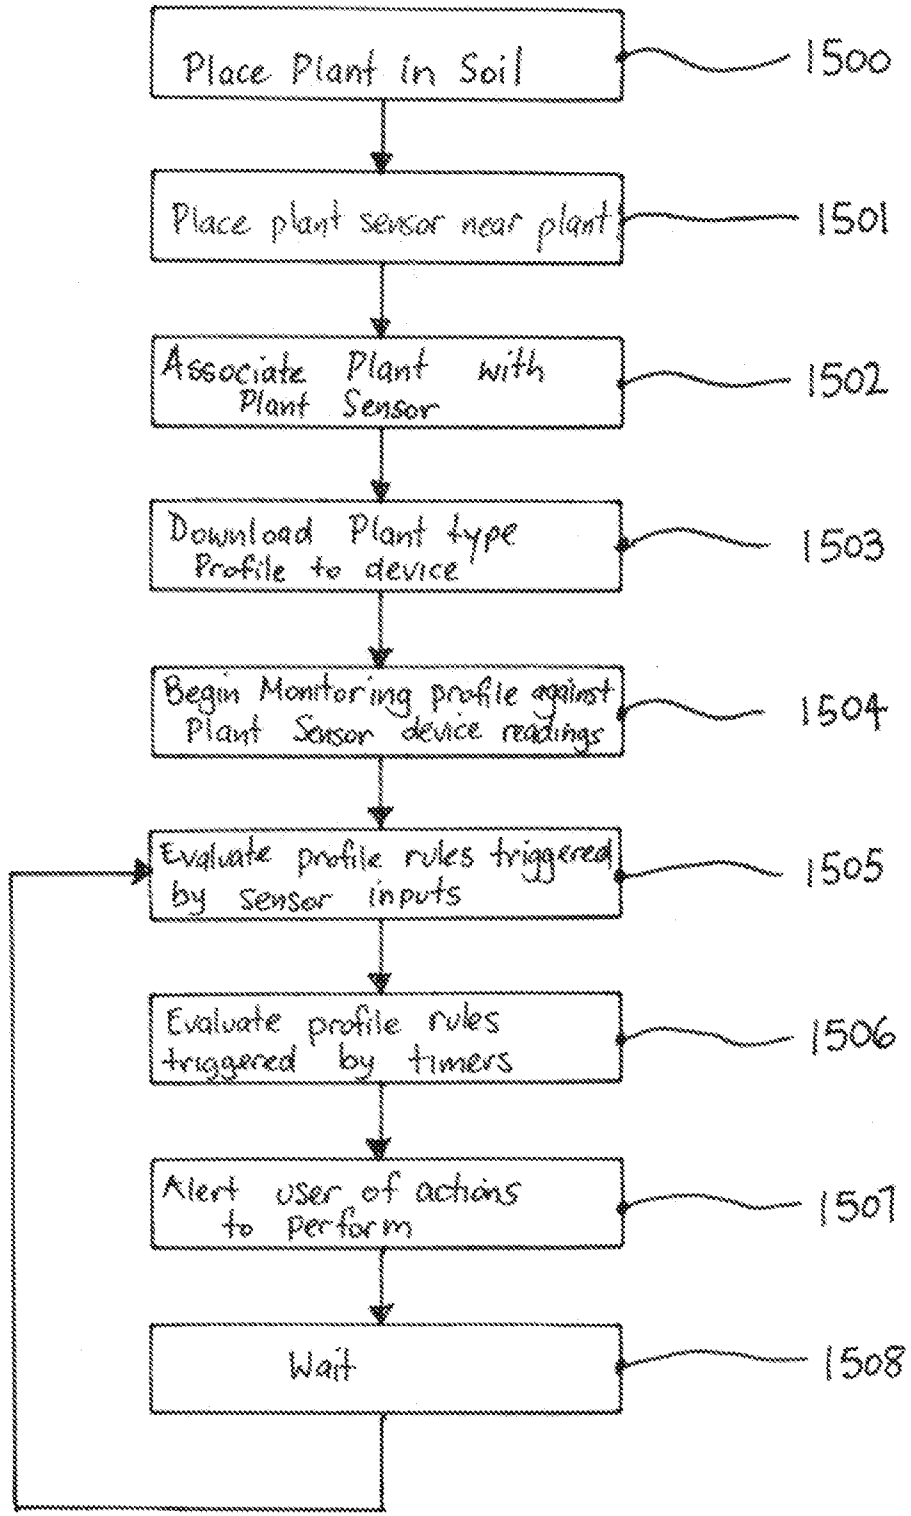 Place Plant in Soil
1500
Place plant sensor near plant
1501
Associate Plant with
Plant Sensor
1502
Download Plant type
Profile to device
1503
Begin Monitoring profile against
Plant Sensor device readings
1504
Evaluate profile rules triggered
by sensor inputs
1505
Evaluate profile rules
triggered by timers
1506
Alert user of actions
to perform
1507
Wait
1508